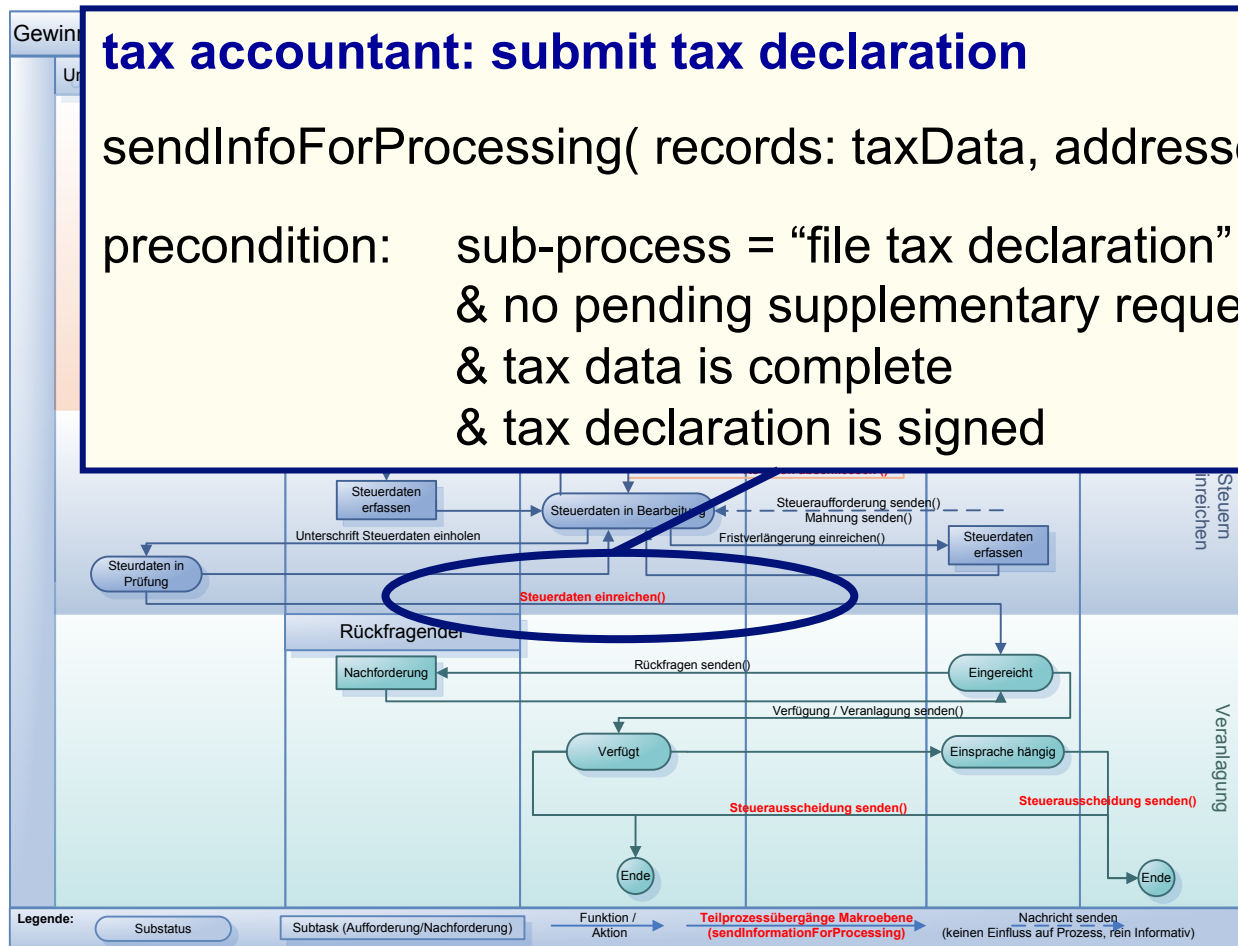 Gewinn
Un
tax accountant: submit tax declaration
sendInfoForProcessing( records: taxData, addresse
precondition: sub-process = “file tax declaration”
& no pending supplementary reque
& tax data is complete
& tax declaration is signed
Steuerdaten
erfassen
Steuerdaten in Bearbeitung
Steueraufforderung senden()
Mahnung senden()
Steuern
inreichen
Unterschrift Steuerdaten einholen
Fristverlängerung einreichen()
Steuerdaten
erfassen
Steurdaten in
Prüfung
Steuerdaten einreichen()
Rückfragender
Nachforderung
Rückfragen senden()
Eingereicht
Verfügung / Veranlagung senden()
Verfügt
Einsprache hängig
Veranlagung
Steuerausscheidung senden()
Steuerausscheidung senden()
Ende
Ende
Legende:
Substatus
Subtask (Aufforderung/Nachforderung)
Funktion /
Aktion
Teilprozessübergänge Makroebene
(sendInformationForProcessing)
Nachricht senden
(keinen Einfluss auf Prozess, rein Informativ)